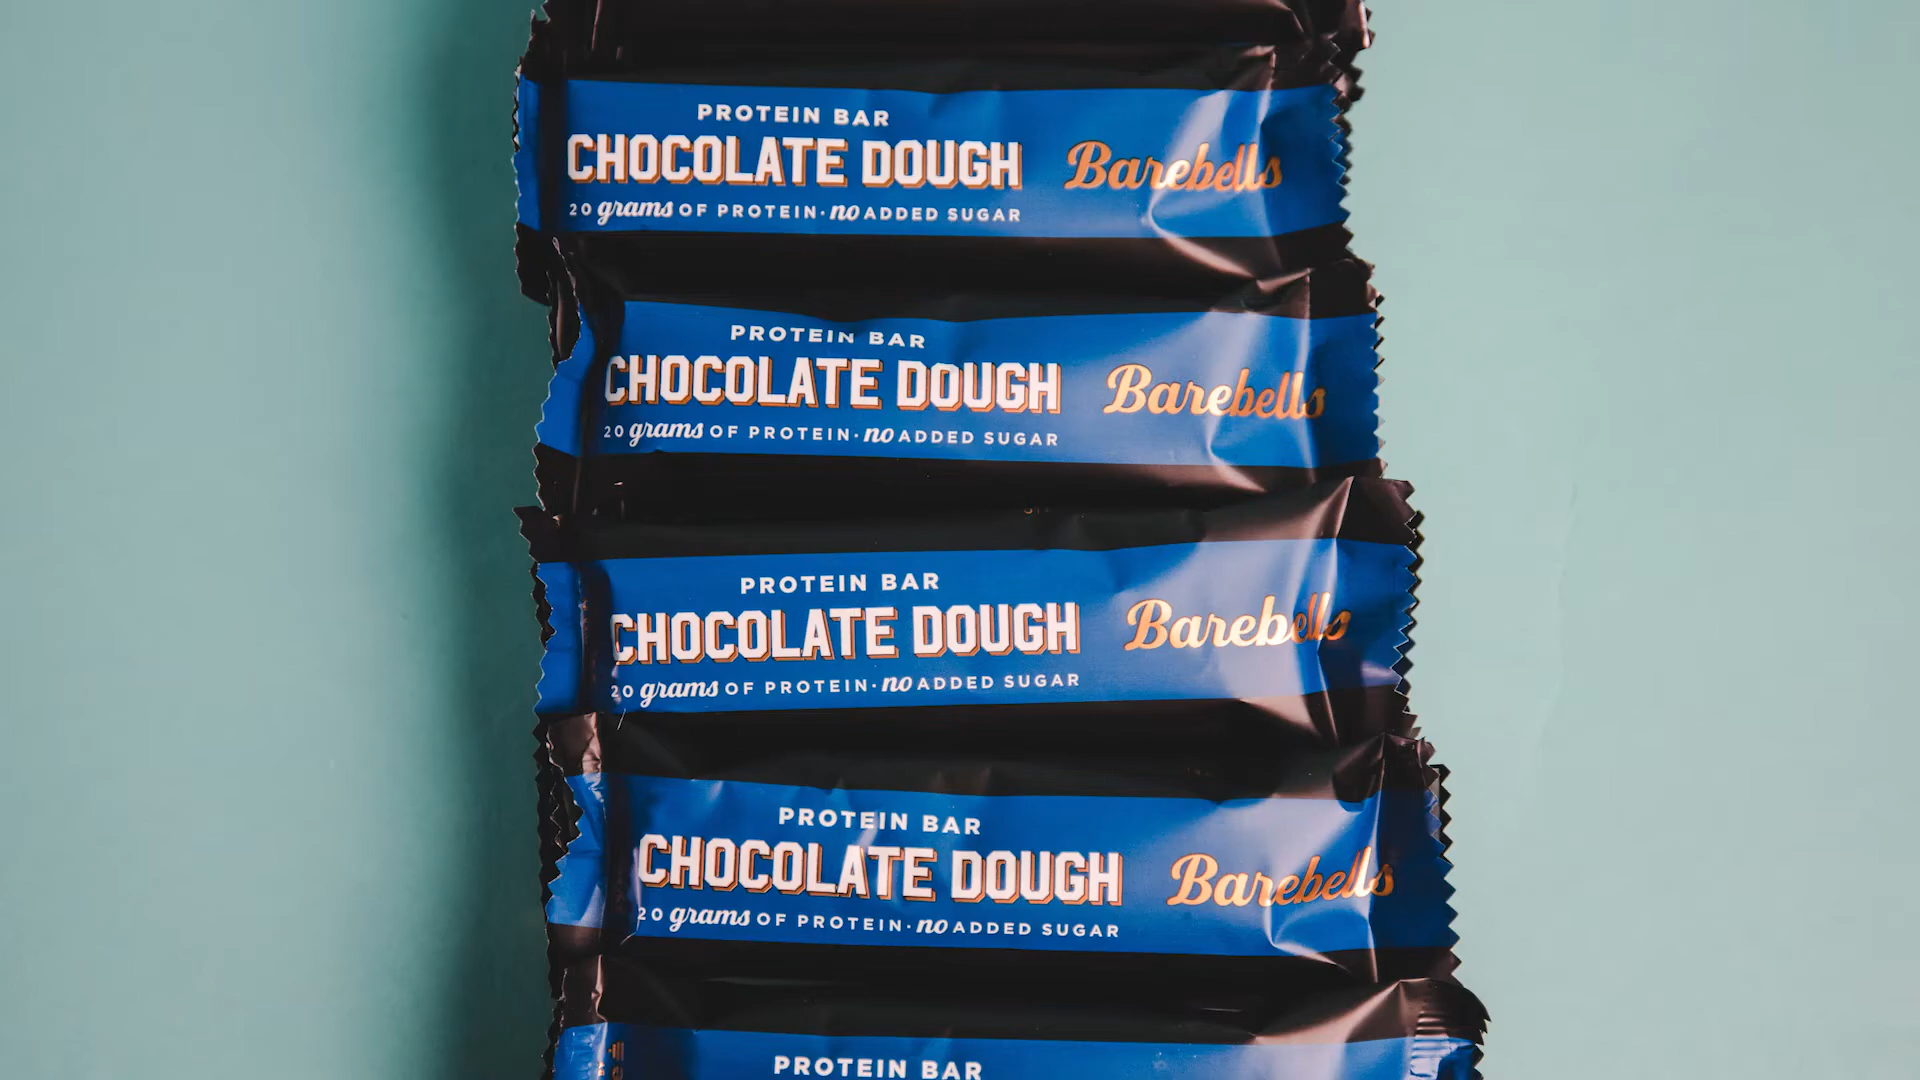 PROTEIN BAR
CHOCOLATE DOUGH
Barebells
20 grams OF PROTEIN · no ADDED SUGAR
PROTEIN BAR
CHOCOLATE DOUGH
Barebells
20 grams OF PROTEIN · no ADDED SUGAR
PROTEIN BAR
CHOCOLATE DOUGH
Barebells
20 grams OF PROTEIN · no ADDED SUGAR
PROTEIN BAR
CHOCOLATE DOUGH
Barebells
20 grams OF PROTEIN · no ADDED SUGAR
PROTEIN BAR